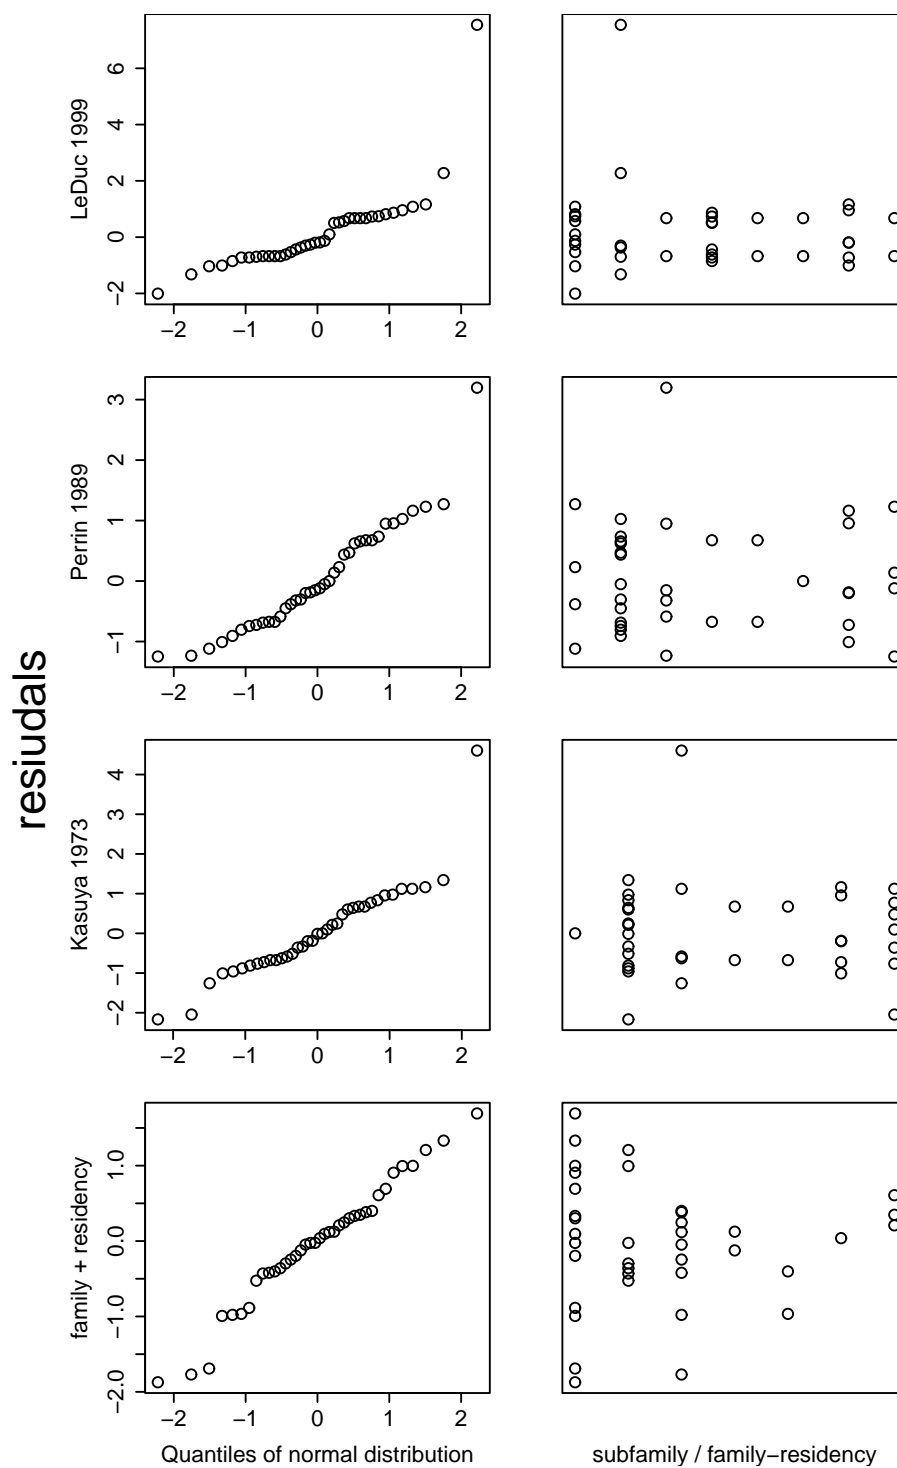 resiudals
LeDuc 1999
−2 0 2 4 6
−2 −1 0 1 2
Perrin 1989
−1 0 1 2 3
−2 −1 0 1 2
Kasuya 1973
−2 −1 0 1 2 3 4
−2 −1 0 1 2
family + residency
−2.0 −1.0 0.0 1.0
−2 −1 0 1 2
Quantiles of normal distribution
subfamily / family−residency